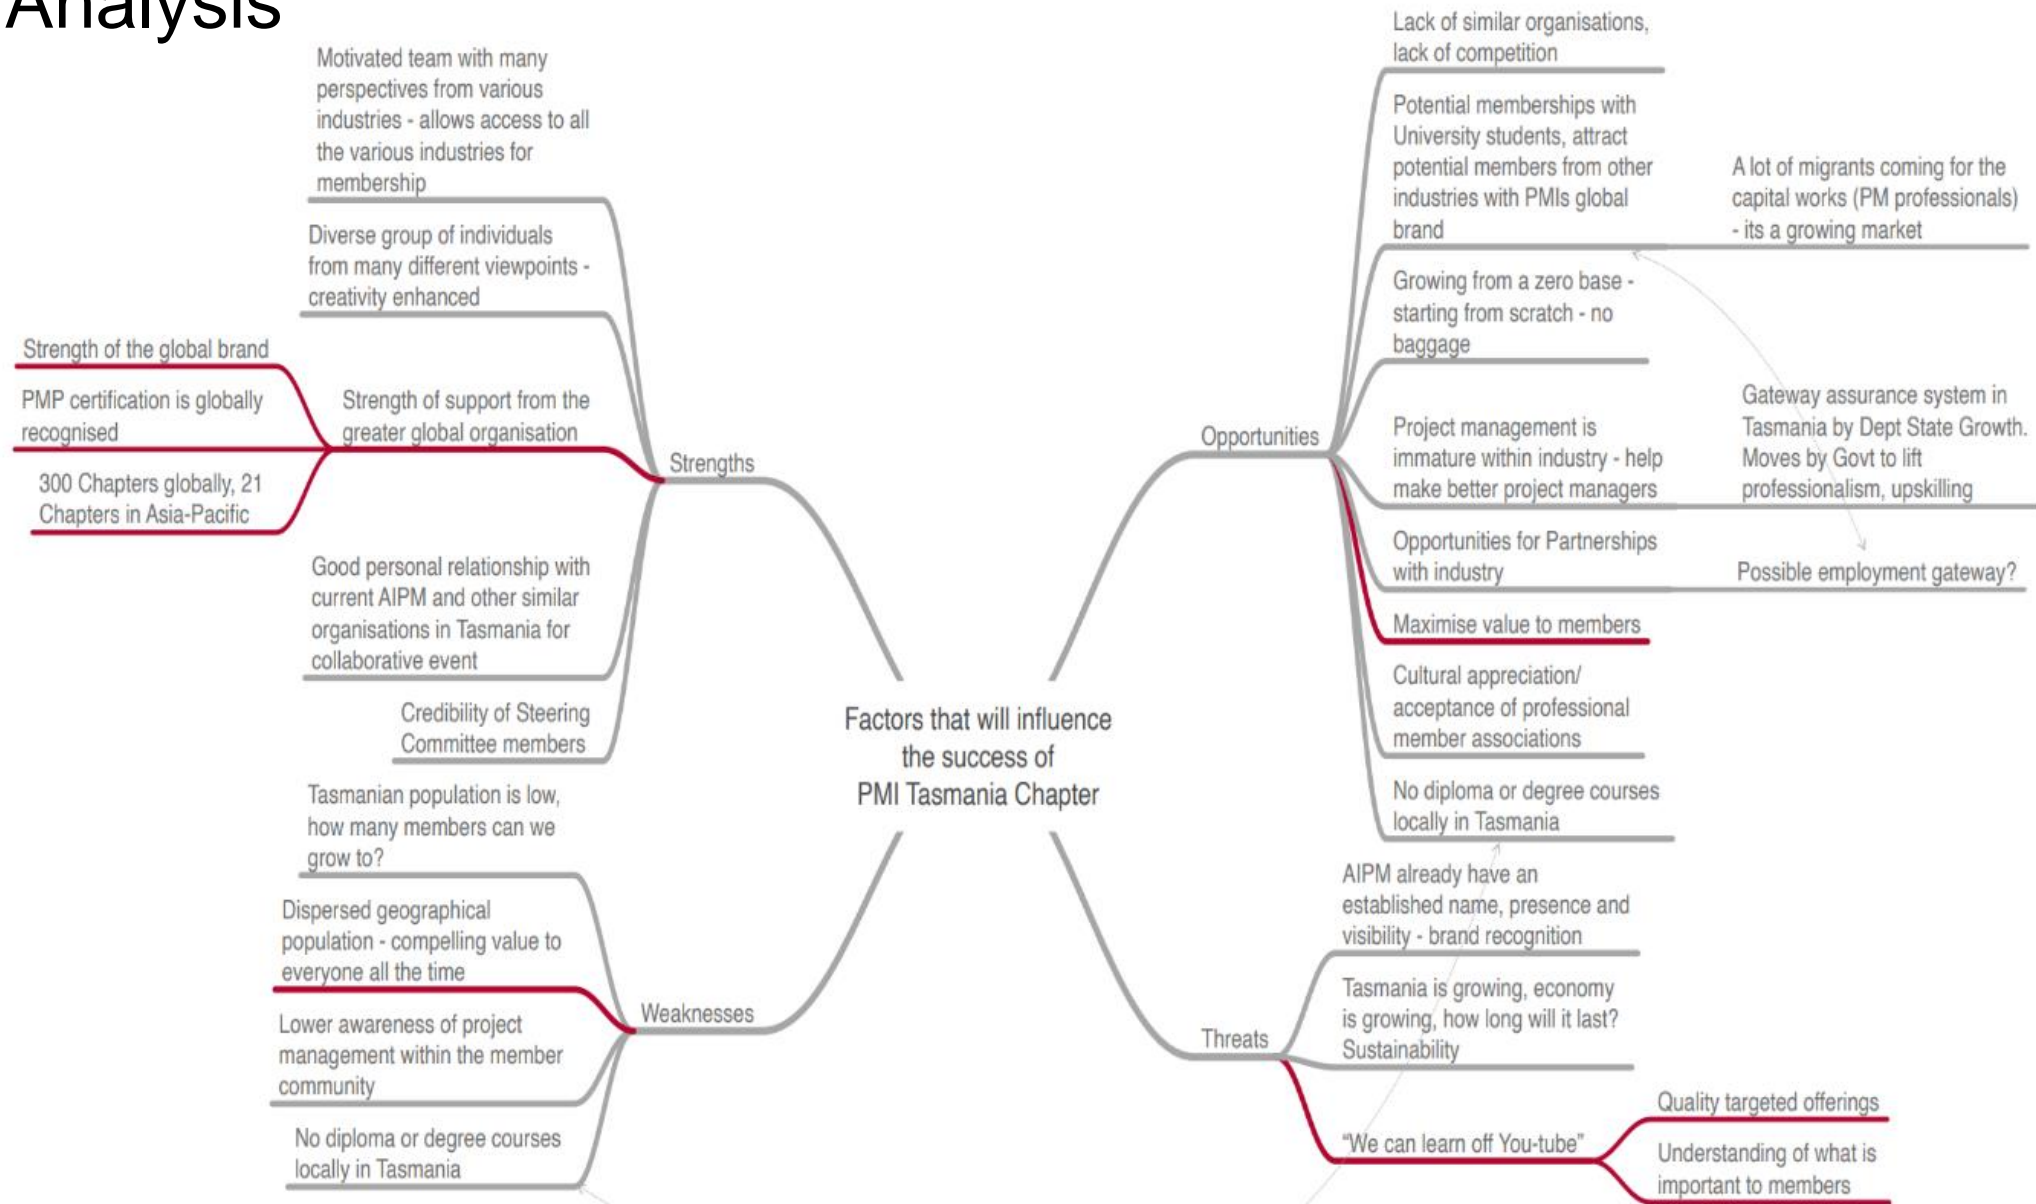 Analysis
Motivated team with many
perspectives from various
industries - allows access to all
the various industries for
membership
Diverse group of individuals
from many different viewpoints -
creativity enhanced
Strength of the global brand
PMP certification is globally
recognised
300 Chapters globally, 21
Chapters in Asia-Pacific
Strength of support from the
greater global organisation
Strengths
Good personal relationship with
current AIPM and other similar
organisations in Tasmania for
collaborative event
Credibility of Steering
Committee members
Tasmanian population is low,
how many members can we
grow to?
Dispersed geographical
population - compelling value to
everyone all the time
Weaknesses
Lower awareness of project
management within the member
community
No diploma or degree courses
locally in Tasmania
Factors that will influence
the success of
PMI Tasmania Chapter
Opportunities
Lack of similar organisations,
lack of competition
Potential memberships with
University students, attract
potential members from other
industries with PMIs global
brand
A lot of migrants coming for the
capital works (PM professionals)
- its a growing market
Growing from a zero base -
starting from scratch - no
baggage
Project management is
immature within industry - help
make better project managers
Gateway assurance system in
Tasmania by Dept State Growth.
Moves by Govt to lift
professionalism, upskilling
Opportunities for Partnerships
with industry
Possible employment gateway?
Maximise value to members
Cultural appreciation/
acceptance of professional
member associations
No diploma or degree courses
locally in Tasmania
Threats
AIPM already have an
established name, presence and
visibility - brand recognition
Tasmania is growing, economy
is growing, how long will it last?
Sustainability
“We can learn off You-tube”
Quality targeted offerings
Understanding of what is
important to members